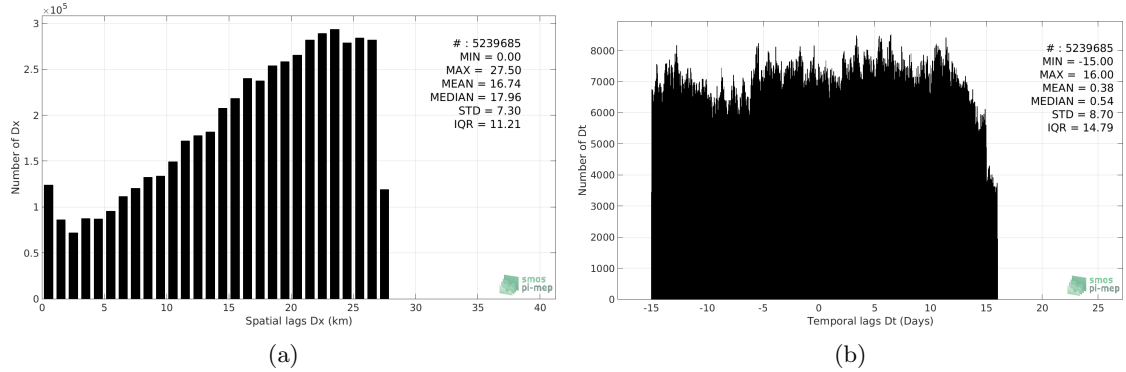 ×10⁵
3
2.5
2
1.5
1
0.5
0
Number of Dx
# : 5239685
MIN = 0.00
MAX = 27.50
MEAN = 16.74
MEDIAN = 17.96
STD = 7.30
IQR = 11.21
smos
pi-mep
0 5 10 15 20 25 30 35 40
Spatial lags Dx (km)
(a)
8000
7000
6000
5000
4000
3000
2000
1000
0
Number of Dt
# : 5239685
MIN = -15.00
MAX = 16.00
MEAN = 0.38
MEDIAN = 0.54
STD = 8.70
IQR = 14.79
smos
pi-mep
-15 -10 -5 0 5 10 15 20 25
Temporal lags Dt (Days)
(b)